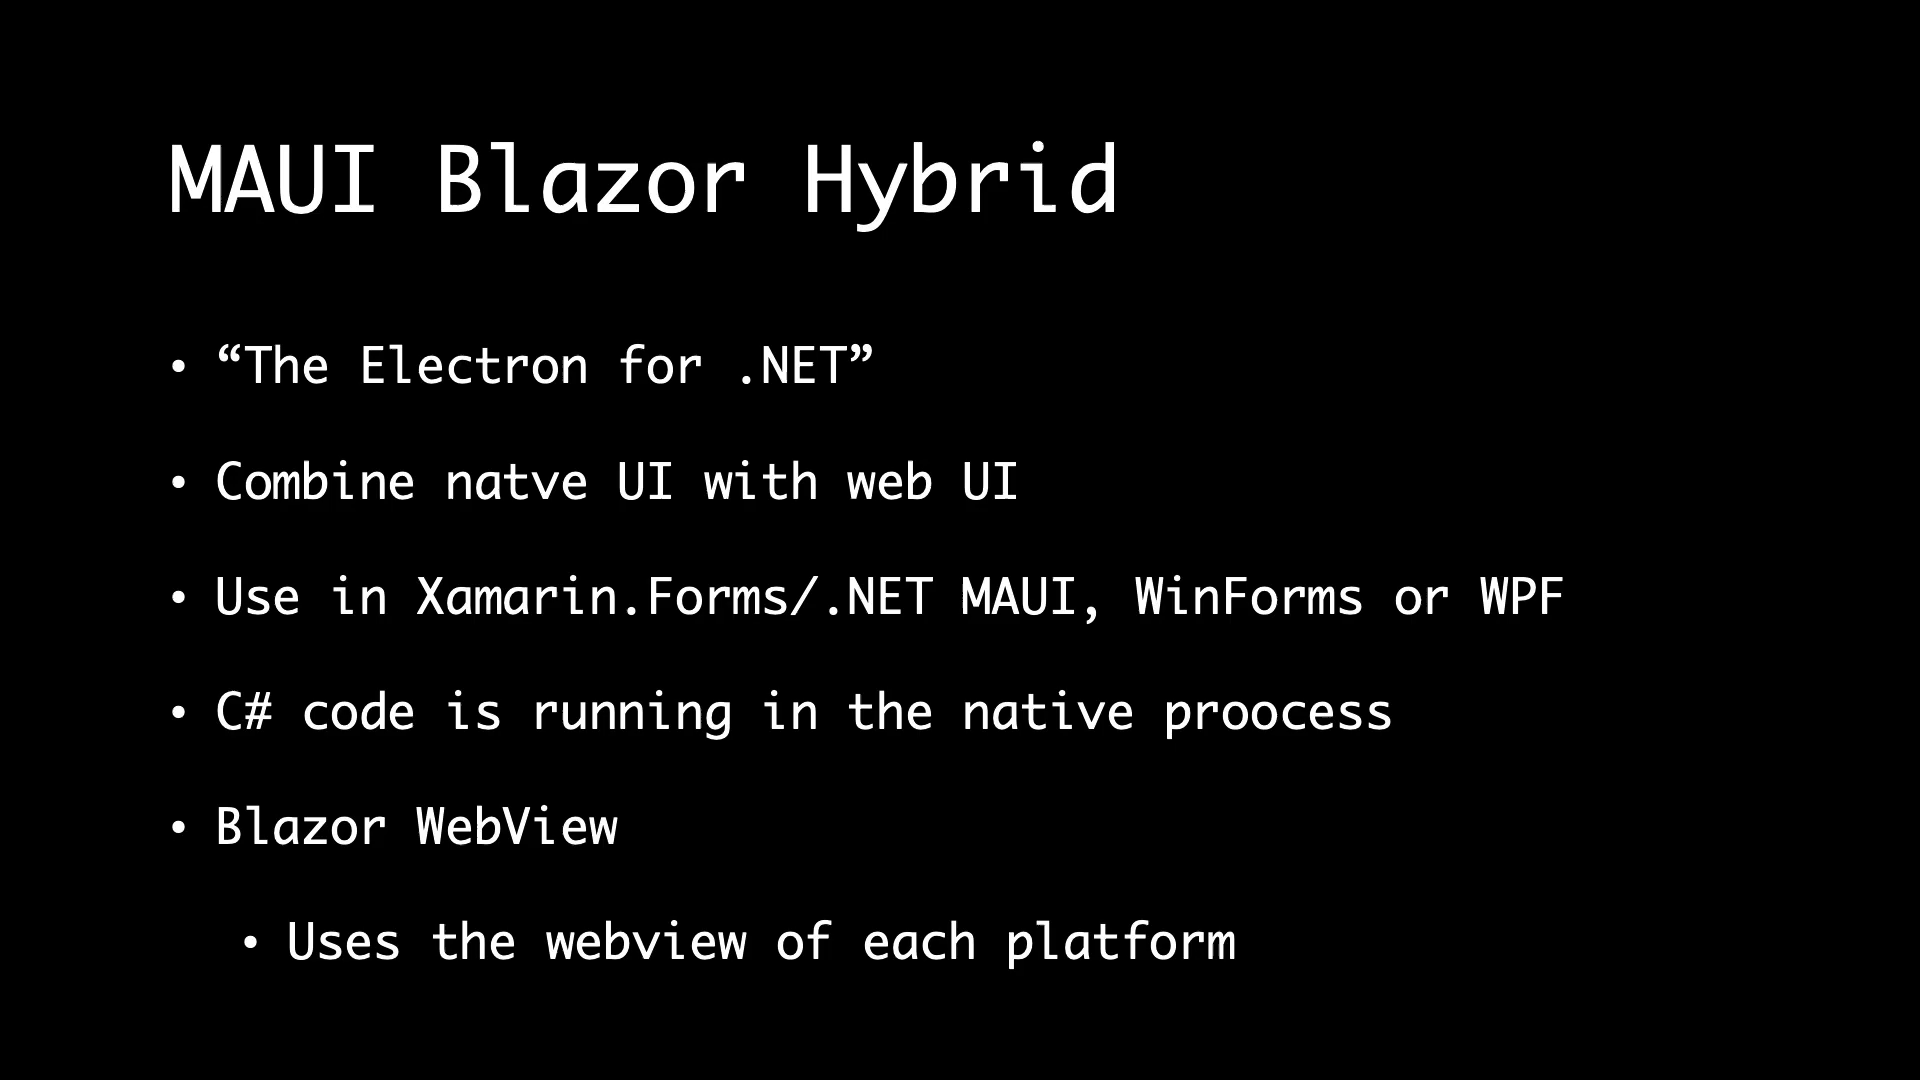 MAUI Blazor Hybrid
• “The Electron for .NET”
• Combine natve UI with web UI
• Use in Xamarin.Forms/.NET MAUI, WinForms or WPF
• C# code is running in the native proocess
• Blazor WebView
• Uses the webview of each platform